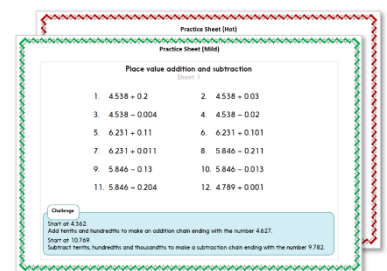 Practice Sheet (Hot)
Practice Sheet (Mild)
Place value addition and subtraction
Sheet 1
1. 4.538 + 0.2
2. 4.538 + 0.03
3. 4.538 – 0.004
4. 4.538 – 0.02
5. 6.231 + 0.11
6. 6.231 + 0.101
7. 6.231 + 0.011
8. 5.846 – 0.211
9. 5.846 – 0.13
10. 5.846 – 0.013
11. 5.846 – 0.204
12. 4.789 + 0.001
Challenge
Start at 4.362.
Add tenths and hundredths to make an addition chain ending with the number 4.627.
Start at 10.769.
Subtract tenths, hundredths and thousandths to make a subtraction chain ending with the number 9.782.